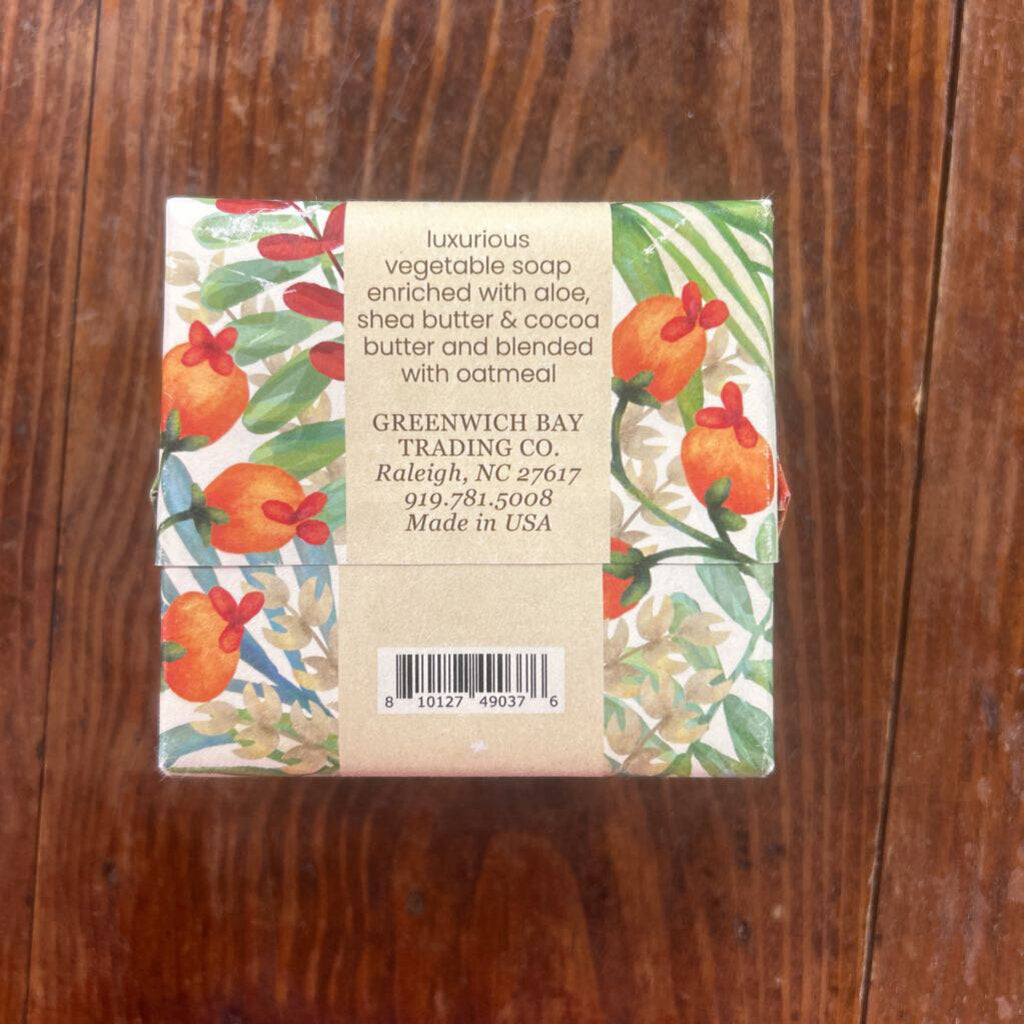 luxurious
vegetable soap
enriched with aloe,
shea butter & cocoa
butter and blended
with oatmeal
GREENWICH BAY
TRADING CO.
Raleigh, NC 27617
919.781.5008
Made in USA
8 10127 49037 6